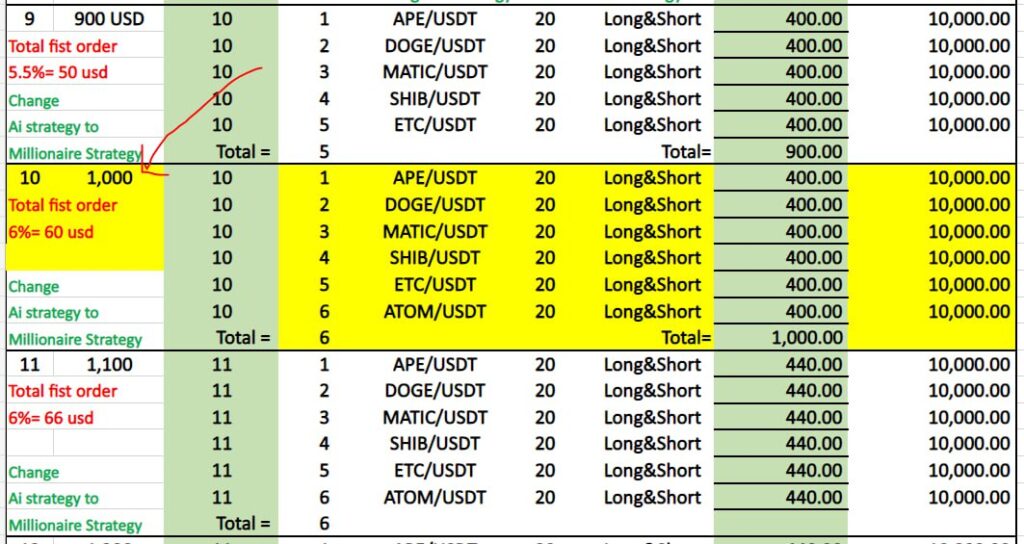 9 900 USD 10 1 APE/USDT 20 Long&Short 400.00 10,000.00
Total fist order 10 2 DOGE/USDT 20 Long&Short 400.00 10,000.00
5.5%= 50 usd 10 3 MATIC/USDT 20 Long&Short 400.00 10,000.00
Change 10 4 SHIB/USDT 20 Long&Short 400.00 10,000.00
Ai strategy to 10 5 ETC/USDT 20 Long&Short 400.00 10,000.00
Millionaire Strategy Total = 5 Total= 900.00
10 1,000 10 1 APE/USDT 20 Long&Short 400.00 10,000.00
Total fist order 10 2 DOGE/USDT 20 Long&Short 400.00 10,000.00
6%= 60 usd 10 3 MATIC/USDT 20 Long&Short 400.00 10,000.00
10 4 SHIB/USDT 20 Long&Short 400.00 10,000.00
Change 10 5 ETC/USDT 20 Long&Short 400.00 10,000.00
Ai strategy to 10 6 ATOM/USDT 20 Long&Short 400.00 10,000.00
Millionaire Strategy Total = 6 Total= 1,000.00
11 1,100 11 1 APE/USDT 20 Long&Short 440.00 10,000.00
Total fist order 11 2 DOGE/USDT 20 Long&Short 440.00 10,000.00
6%= 66 usd 11 3 MATIC/USDT 20 Long&Short 440.00 10,000.00
11 4 SHIB/USDT 20 Long&Short 440.00 10,000.00
Change 11 5 ETC/USDT 20 Long&Short 440.00 10,000.00
Ai strategy to 11 6 ATOM/USDT 20 Long&Short 440.00 10,000.00
Millionaire Strategy Total = 6